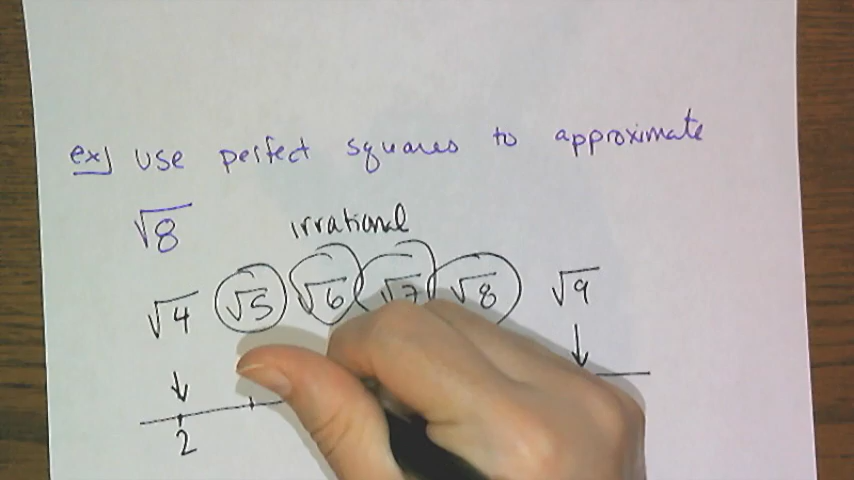 ex) use perfect squares to approximate
√8
irrational
√4 √5 √6 √7 √8 √9
2